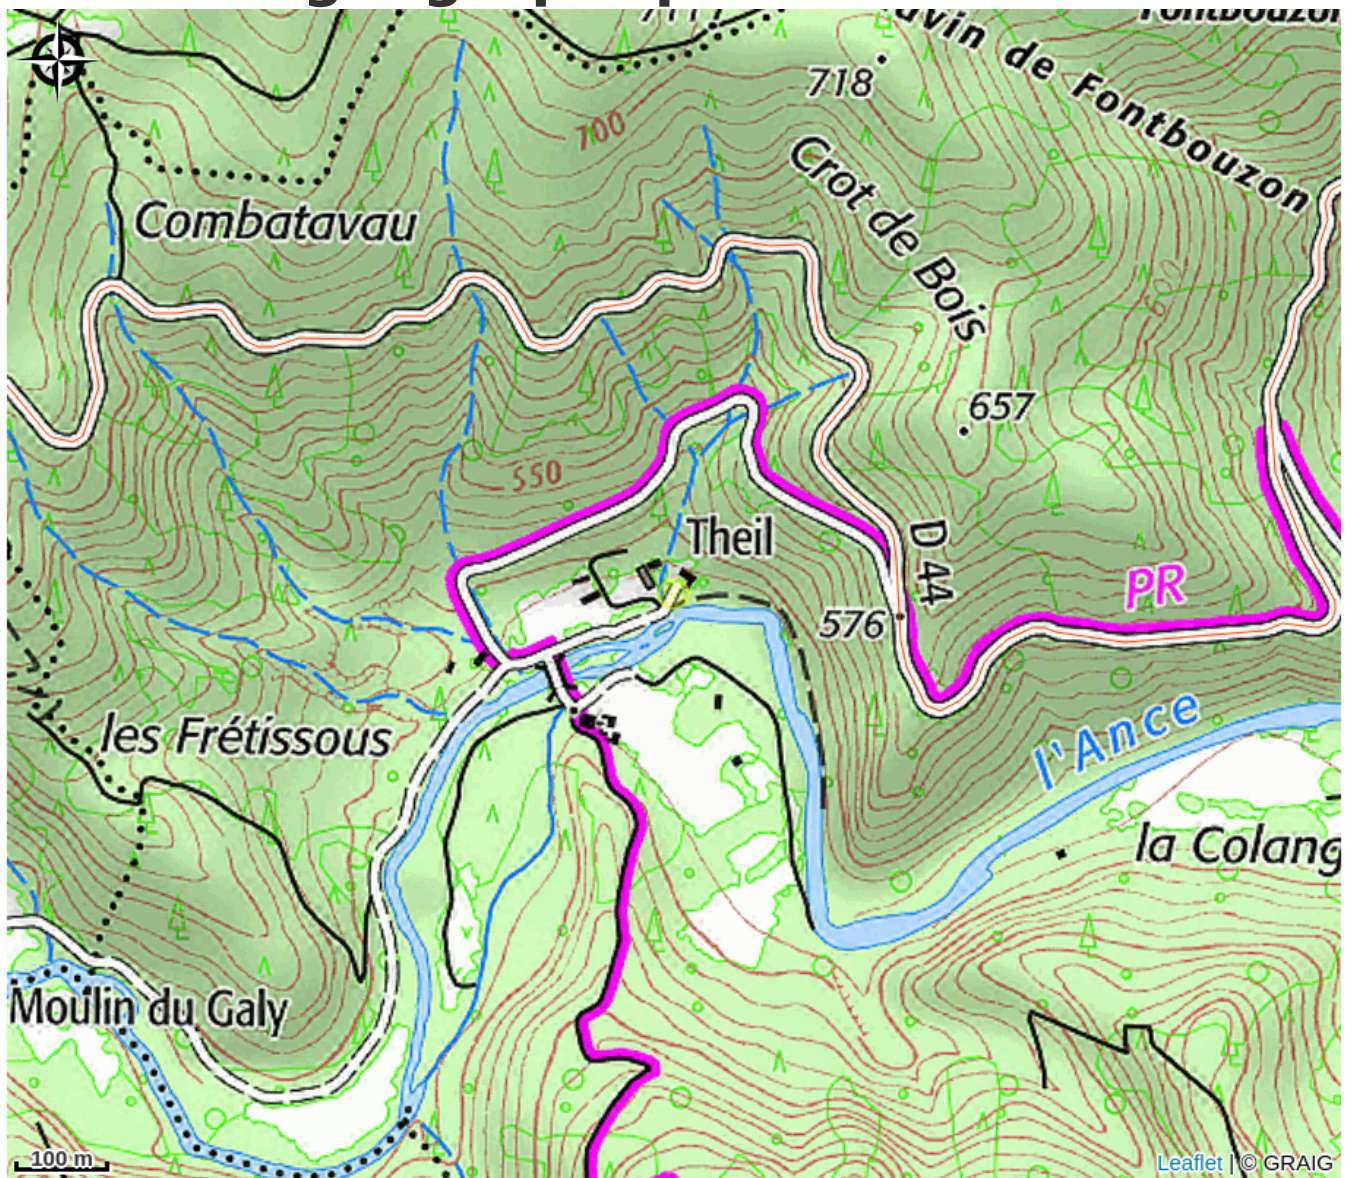 718
700
Crot de Bois
de Fontbouzon
Combatavau
657
550
Theil
D 44
PR
576
l'Ance
les Frétissous
la Colang
Moulin du Galy
100 m
Leaflet | © GRAIG